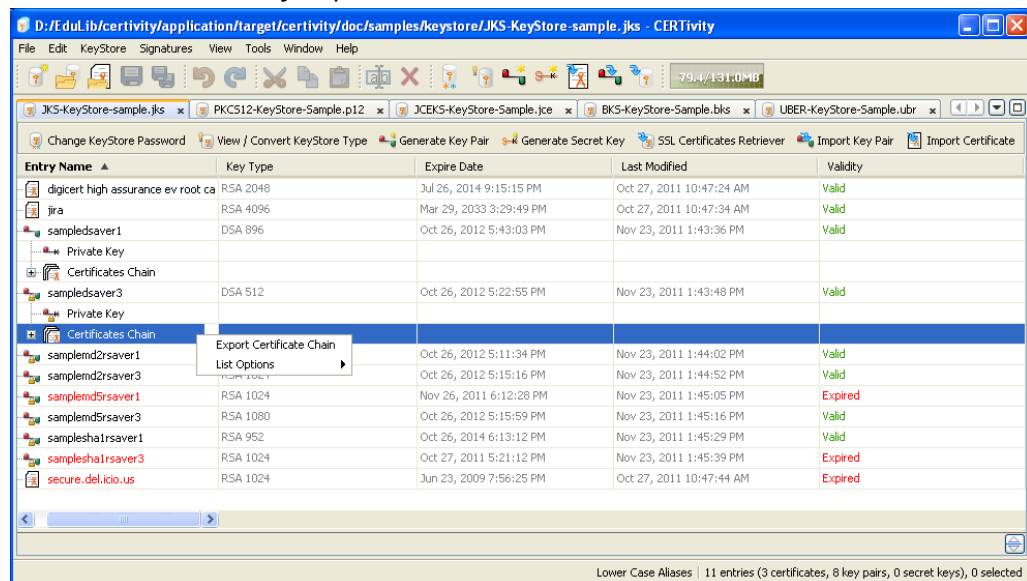 D:/EduLib/certivity/application/target/certivity/doc/samples/keystore/JKS-KeyStore-sample.jks - CERTivity
File Edit KeyStore Signatures View Tools Window Help
79.4/131.0MB
JKS-KeyStore-sample.jks x PKCS12-KeyStore-Sample.p12 x JCEKS-KeyStore-Sample.jce x BKS-KeyStore-Sample.bks x UBER-KeyStore-Sample.ubr x
Change KeyStore Password View / Convert KeyStore Type Generate Key Pair Generate Secret Key SSL Certificates Retriever Import Key Pair Import Certificate
Entry Name Key Type Expire Date Last Modified Validity
digicert high assurance ev root ca RSA 2048 Jul 26, 2014 9:15:15 PM Oct 27, 2011 10:47:24 AM Valid
jira RSA 4096 Mar 29, 2033 3:29:49 PM Oct 27, 2011 10:47:34 AM Valid
sampledsaver1 DSA 896 Oct 26, 2012 5:43:03 PM Nov 23, 2011 1:43:36 PM Valid
Private Key
Certificates Chain
sampledsaver3 DSA 512 Oct 26, 2012 5:22:55 PM Nov 23, 2011 1:43:48 PM Valid
Private Key
Certificates Chain
Export Certificate Chain
List Options
samplemd2rsaver1 Oct 26, 2012 5:11:34 PM Nov 23, 2011 1:44:02 PM Valid
samplemd2rsaver3 RSA 1024 Oct 26, 2012 5:15:16 PM Nov 23, 2011 1:44:52 PM Valid
samplemd5rsaver1 RSA 1024 Nov 26, 2011 6:12:28 PM Nov 23, 2011 1:45:05 PM Expired
samplemd5rsaver3 RSA 1080 Oct 26, 2012 5:15:59 PM Nov 23, 2011 1:45:16 PM Valid
samplesha1rsaver1 RSA 952 Oct 26, 2014 6:13:12 PM Nov 23, 2011 1:45:29 PM Valid
samplesha1rsaver3 RSA 1024 Oct 27, 2011 5:21:12 PM Nov 23, 2011 1:45:39 PM Expired
secure.del.icio.us RSA 1024 Jun 23, 2009 7:56:25 PM Oct 27, 2011 10:47:44 AM Expired
Lower Case Aliases 11 entries (3 certificates, 8 key pairs, 0 secret keys), 0 selected